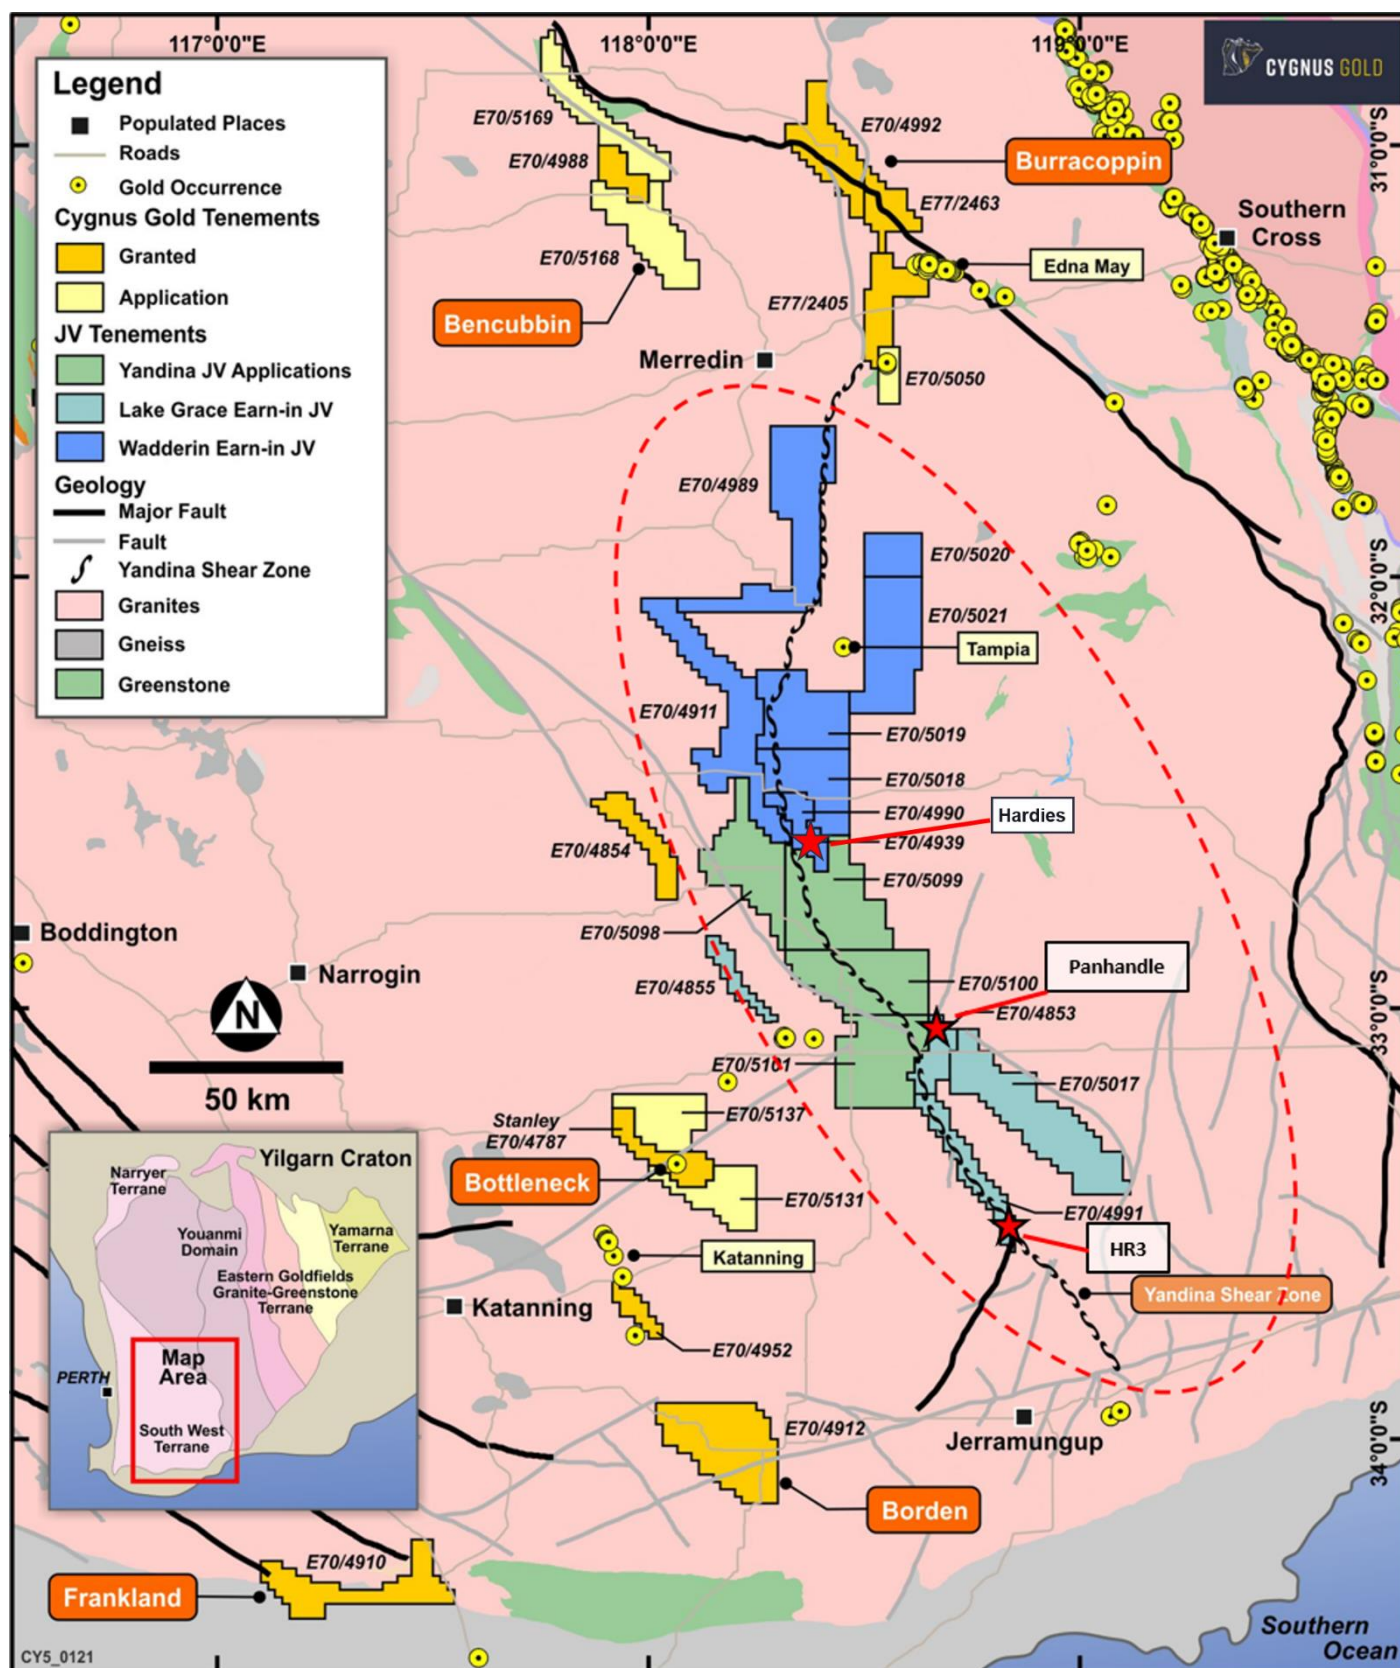 117°0'0"E
118°0'0"E
119°0'0"E
CYGNUS GOLD
Legend
Populated Places
Roads
Gold Occurrence
Cygnus Gold Tenements
Granted
Application
JV Tenements
Yandina JV Applications
Lake Grace Earn-in JV
Wadderin Earn-in JV
Geology
Major Fault
Fault
Yandina Shear Zone
Granites
Gneiss
Greenstone
E70/5169
E70/4988
E70/5168
Bencubbin
E70/4992
Burracoppin
E77/2463
31°0'0"S
Southern
Cross
Edna May
E77/2405
Merredin
E70/5050
E70/4989
E70/5020
32°0'0"S
E70/5021
Tampia
E70/4911
E70/5019
E70/5018
E70/4990
Hardies
E70/4939
E70/4854
E70/5099
E70/5098
Boddington
Narrogin
E70/4855
Panhandle
E70/5100
E70/4853
33°0'0"S
N
50 km
E70/5101
E70/5017
E70/5137
Stanley
E70/4787
Bottleneck
E70/5131
E70/4991
HR3
Katanning
Yandina Shear Zone
Katanning
E70/4952
E70/4912
Jerramungup
34°0'0"S
Borden
Yilgarn Craton
Narryer
Terrane
Youanmi
Domain
Yamarna
Terrane
Eastern Goldfields
Granite-Greenstone
Terrane
Map
Area
PERTH
South West
Terrane
E70/4910
Frankland
Southern
Ocean
CY5_0121